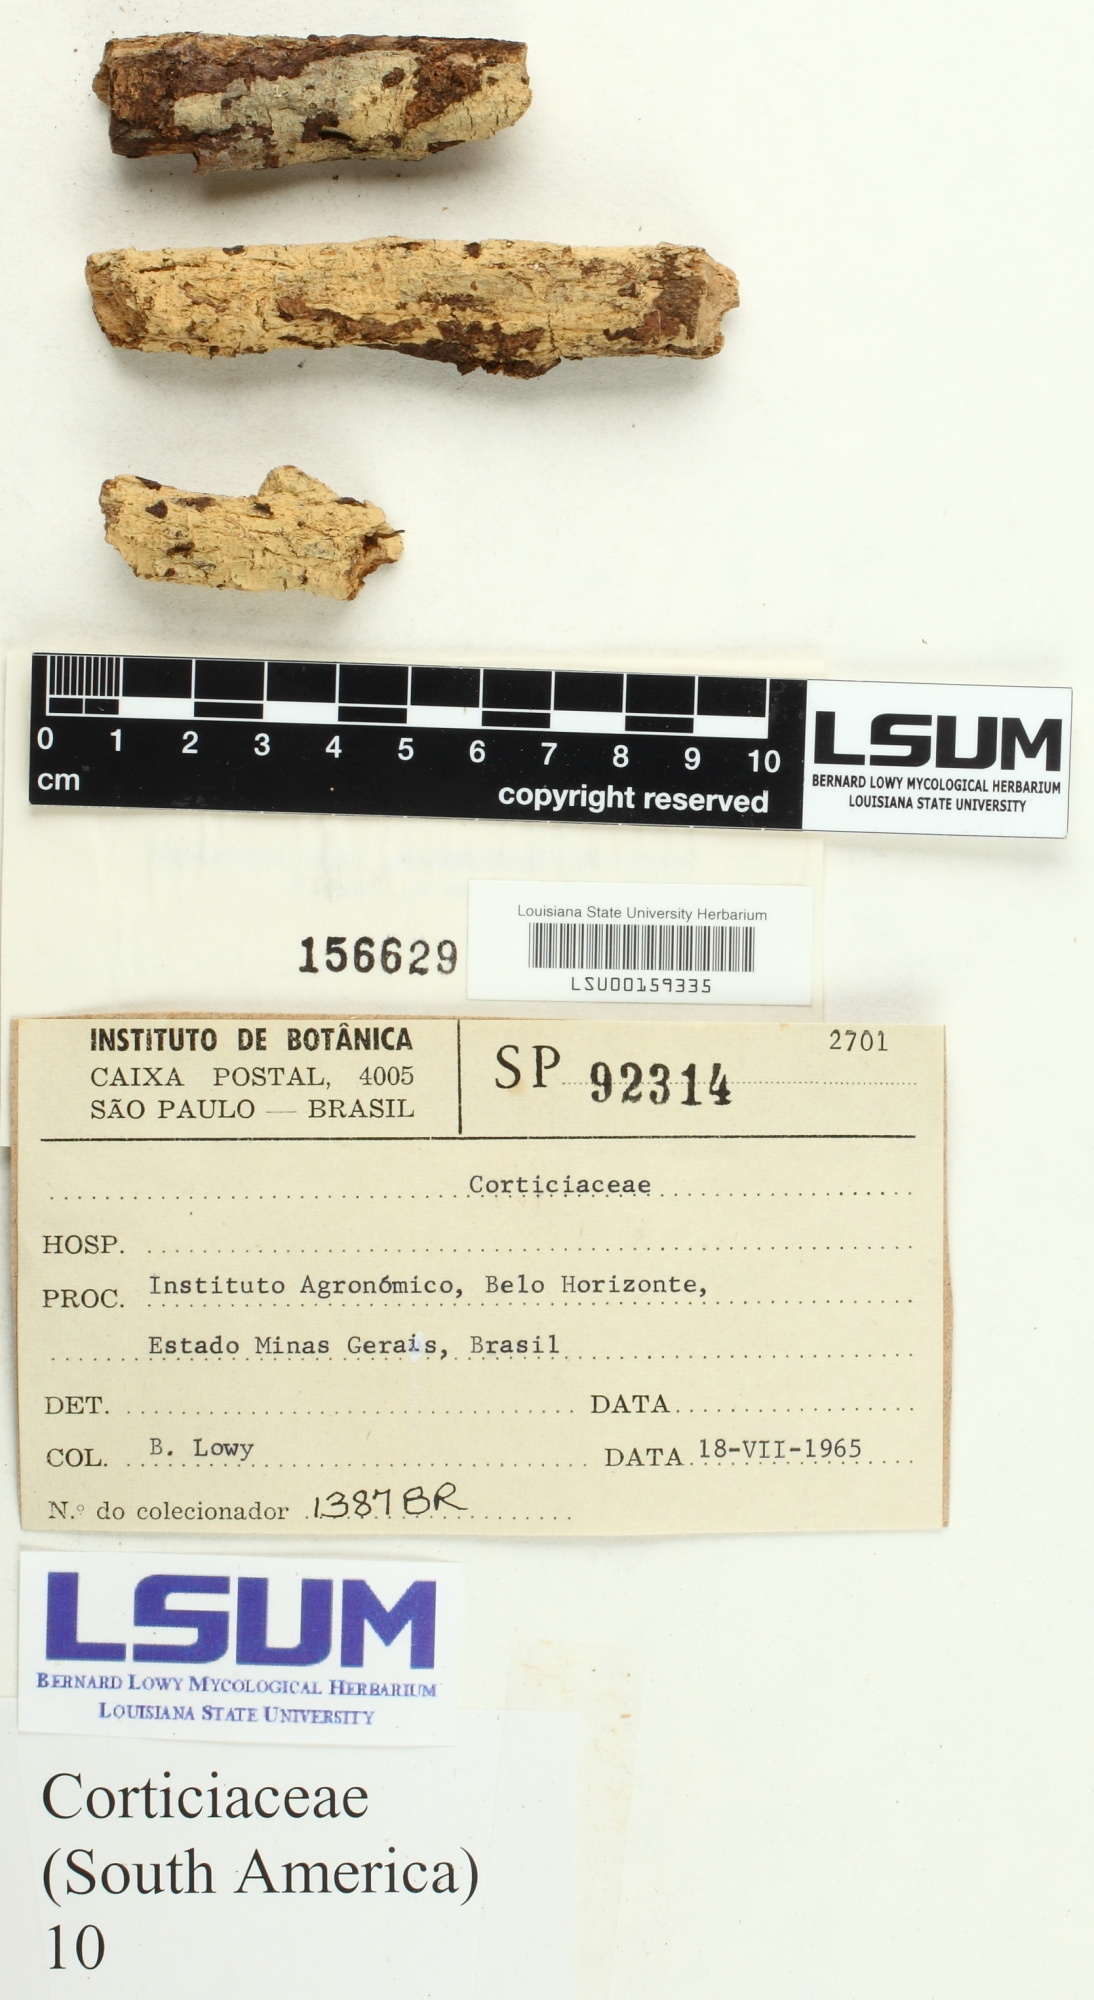 0 1 2 3 4 5 6 7 8 9 10
cm
copyright reserved
LSUM
BERNARD LOWY MYCOLOGICAL HERBARIUM
LOUISIANA STATE UNIVERSITY
156629
Louisiana State University Herbarium
LSU00159335
INSTITUTO DE BOTÂNICA
CAIXA POSTAL, 4005
SÃO PAULO — BRASIL
SP 92314
2701
Corticiaceae
HOSP.
PROC. Instituto Agronómico, Belo Horizonte,
Estado Minas Gerais, Brasil
DET. DATA
COL. B. Lowy DATA 18-VII-1965
N.º do colecionador 1387BR
LSUM
BERNARD LOWY MYCOLOGICAL HERBARIUM
LOUISIANA STATE UNIVERSITY
Corticiaceae
(South America)
10